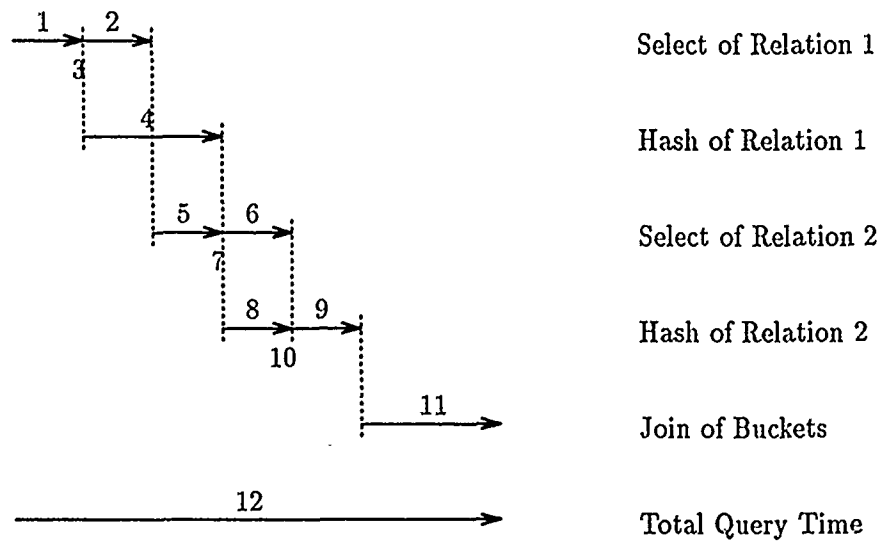 1 2 Select of Relation 1
3
4 Hash of Relation 1
5 6 Select of Relation 2
7
8 9 Hash of Relation 2
10
11 Join of Buckets
12 Total Query Time